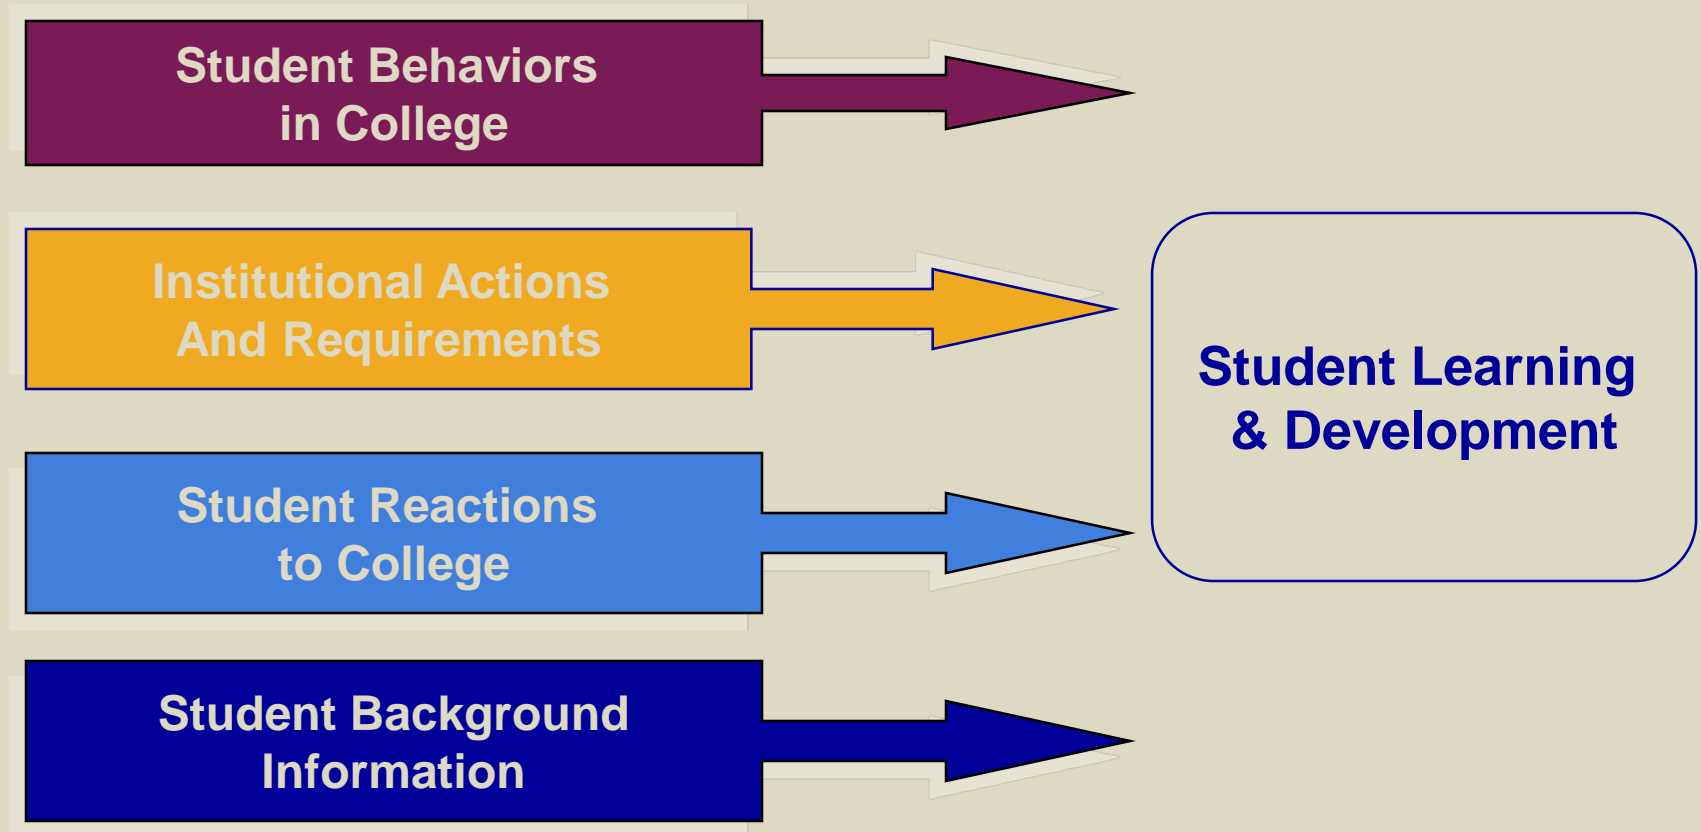 Student Behaviors
in College
Institutional Actions
And Requirements
Student Reactions
to College
Student Background
Information
Student Learning
& Development